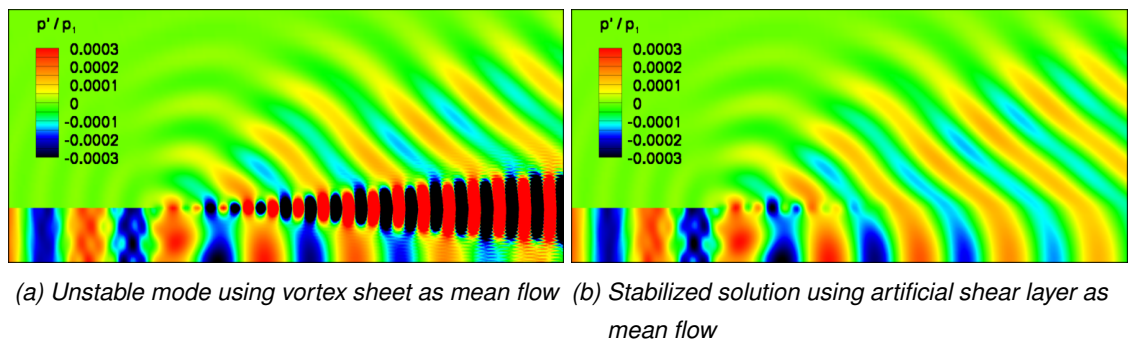 p' / p₁
0.0003
0.0002
0.0001
0
-0.0001
-0.0002
-0.0003
p' / p₁
0.0003
0.0002
0.0001
0
-0.0001
-0.0002
-0.0003
(a) Unstable mode using vortex sheet as mean flow
(b) Stabilized solution using artificial shear layer as
mean flow